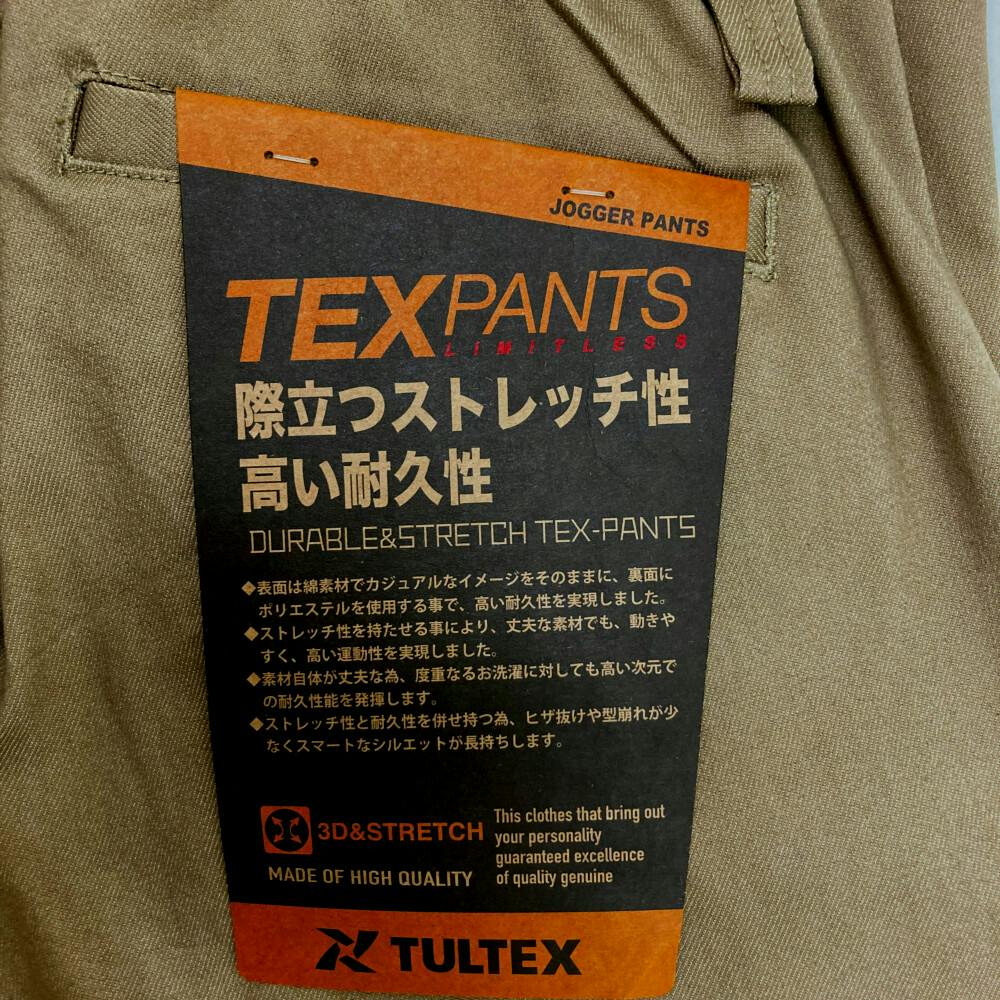 JOGGER PANTS
TEXPANTS
LIMITLESS
際立つストレッチ性
高い耐久性
DURABLE&STRETCH TEX-PANTS
◆表面は綿素材でカジュアルなイメージをそのままに、裏面に
ポリエステルを使用する事で、高い耐久性を実現しました。
◆ストレッチ性を持たせる事により、丈夫な素材でも、動きや
すく、高い運動性を実現しました。
◆素材自体が丈夫な為、度重なるお洗濯に対しても高い次元で
の耐久性能を発揮します。
◆ストレッチ性と耐久性を併せ持つ為、ヒザ抜けや型崩れが少
なくスマートなシルエットが長持ちします。
3D&STRETCH
MADE OF HIGH QUALITY
This clothes that bring out
your personality
guaranteed excellence
of quality genuine
TULTEX